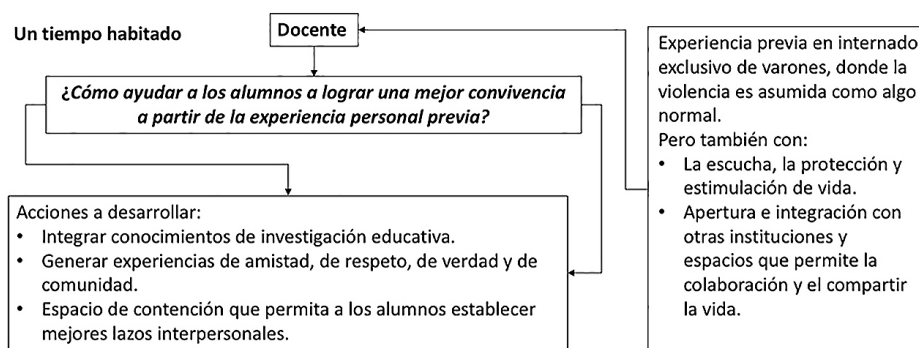 Un tiempo habitado
Docente
¿Cómo ayudar a los alumnos a lograr una mejor convivencia
a partir de la experiencia personal previa?
Acciones a desarrollar:
• Integrar conocimientos de investigación educativa.
• Generar experiencias de amistad, de respeto, de verdad y de
comunidad.
• Espacio de contención que permita a los alumnos establecer
mejores lazos interpersonales.
Experiencia previa en internado
exclusivo de varones, donde la
violencia es asumida como algo
normal.
Pero también con:
• La escucha, la protección y
estimulación de vida.
• Apertura e integración con
otras instituciones y
espacios que permite la
colaboración y el compartir
la vida.